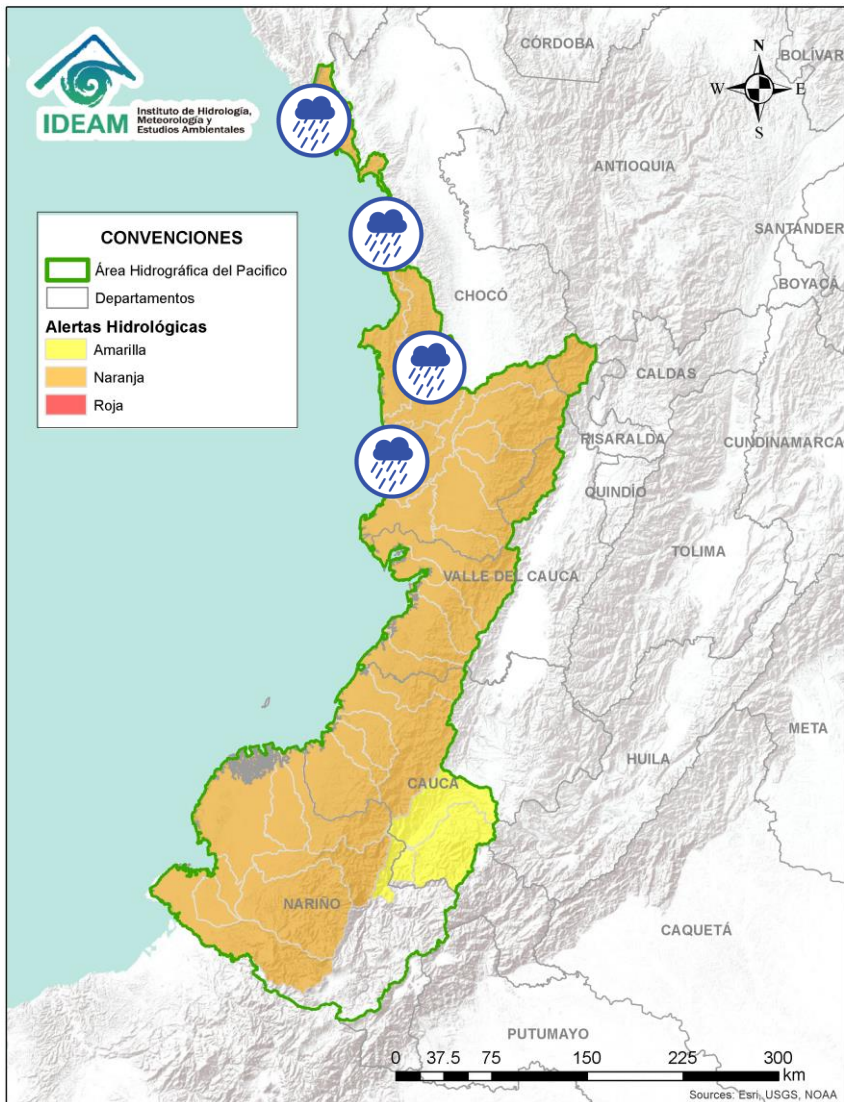 IDEAM
Instituto de Hidrología,
Meteorología y
Estudios Ambientales
CÓRDOBA
BOLÍVAR
N
W
E
S
ANTIOQUIA
SANTANDER
BOYACÁ
CONVENCIONES
Área Hidrográfica del Pacifico
Departamentos
Alertas Hidrológicas
Amarilla
Naranja
Roja
CHOCÓ
CALDAS
RISARALDA
CUNDINAMARCA
QUINDÍO
TOLIMA
VALLE DEL CAUCA
META
HUILA
CAUCA
NARIÑO
CAQUETÁ
PUTUMAYO
0 37.5 75 150 225 300
km
Sources: Esri, USGS, NOAA